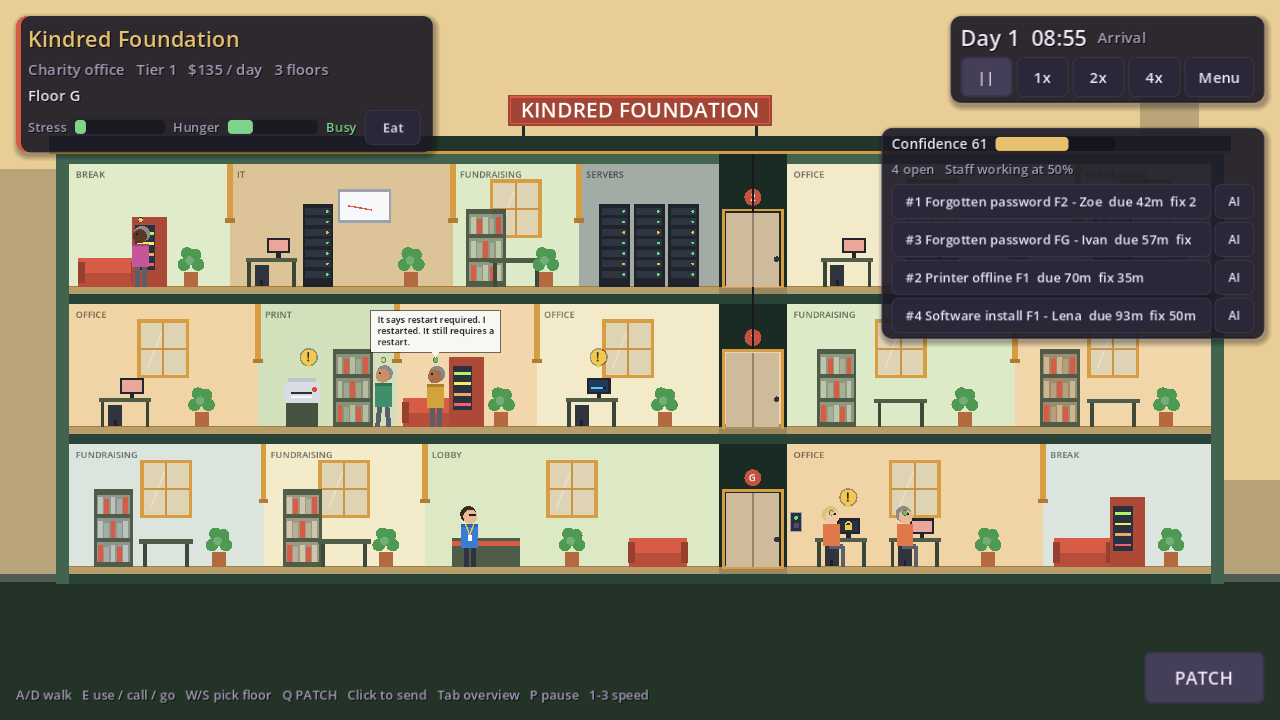 Kindred Foundation
Charity office Tier 1 $135 / day 3 floors
Floor G
Stress Hunger Busy Eat
Day 1 08:55 Arrival
|| 1x 2x 4x Menu
KINDRED FOUNDATION
Confidence 61
4 open Staff working at 50%
#1 Forgotten password F2 - Zoe due 42m fix 2 AI
#3 Forgotten password FG - Ivan due 57m fix AI
#2 Printer offline F1 due 70m fix 35m AI
#4 Software install F1 - Lena due 93m fix 50m AI
BREAK IT FUNDRAISING SERVERS 2 OFFICE FUNDRAISING
OFFICE PRINT OFFICE FUNDRAISING
It says restart required. I
restarted. It still requires a
restart.
FUNDRAISING FUNDRAISING LOBBY G OFFICE BREAK
A/D walk E use / call / go W/S pick floor Q PATCH Click to send Tab overview P pause 1-3 speed
PATCH